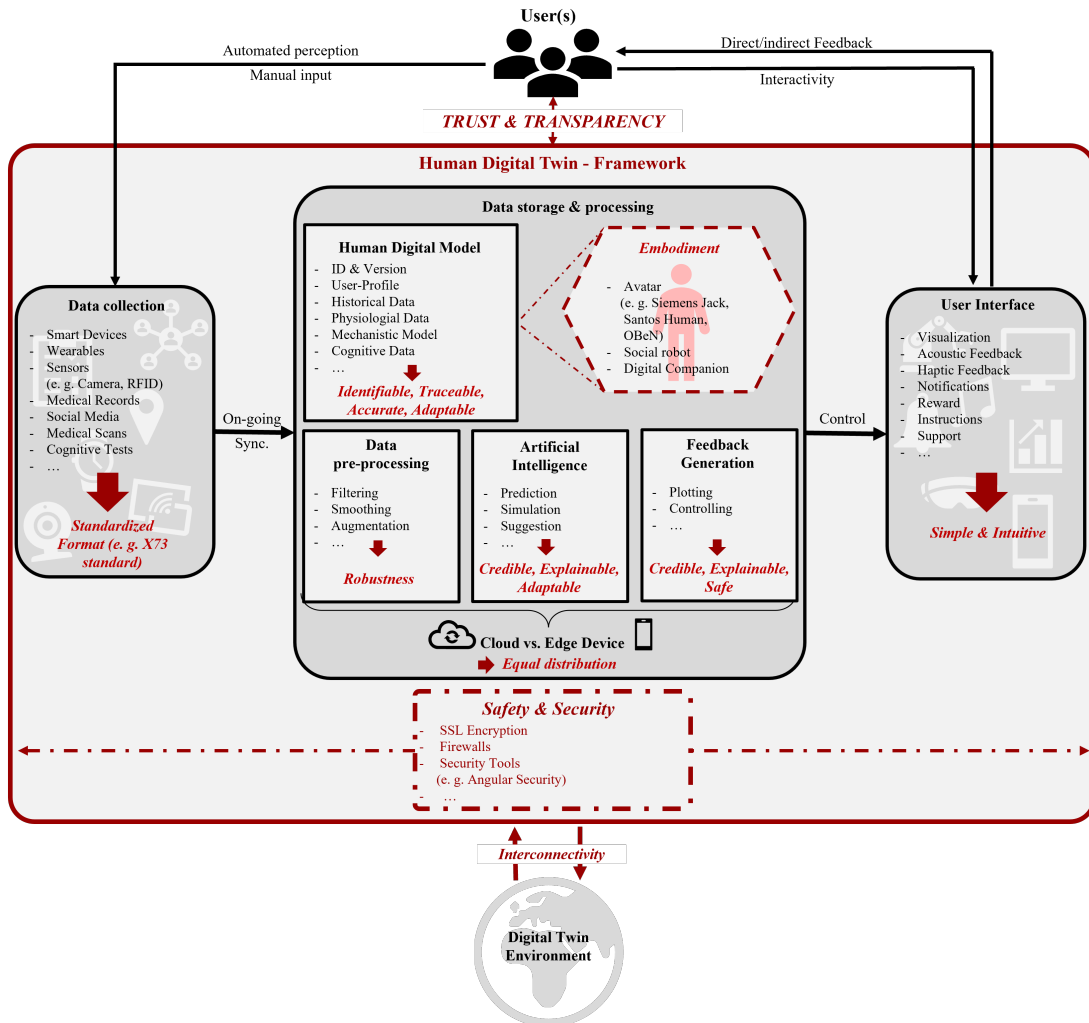 User(s)
Automated perception
Manual input
Direct/indirect Feedback
Interactivity
TRUST & TRANSPARENCY
Human Digital Twin - Framework
Data storage & processing
Human Digital Model
- ID & Version
- User-Profile
- Historical Data
- Physiologial Data
- Mechanistic Model
- Cognitive Data
- …
Identifiable, Traceable,
Accurate, Adaptable
Embodiment
- Avatar
(e. g. Siemens Jack,
Santos Human,
OBeN)
- Social robot
- Digital Companion
Data collection
- Smart Devices
- Wearables
- Sensors
(e. g. Camera, RFID)
- Medical Records
- Social Media
- Medical Scans
- Cognitive Tests
- …
Standardized
Format (e. g. X73
standard)
On-going
Sync.
Data
pre-processing
- Filtering
- Smoothing
- Augmentation
- …
Robustness
Artificial
Intelligence
- Prediction
- Simulation
- Suggestion
- …
Credible, Explainable,
Adaptable
Feedback
Generation
- Plotting
- Controlling
- …
Credible, Explainable,
Safe
Cloud vs. Edge Device
Equal distribution
Control
User Interface
- Visualization
- Acoustic Feedback
- Haptic Feedback
- Notifications
- Reward
- Instructions
- Support
- …
Simple & Intuitive
Safety & Security
- SSL Encryption
- Firewalls
- Security Tools
(e. g. Angular Security)
- …
Interconnectivity
Digital Twin
Environment